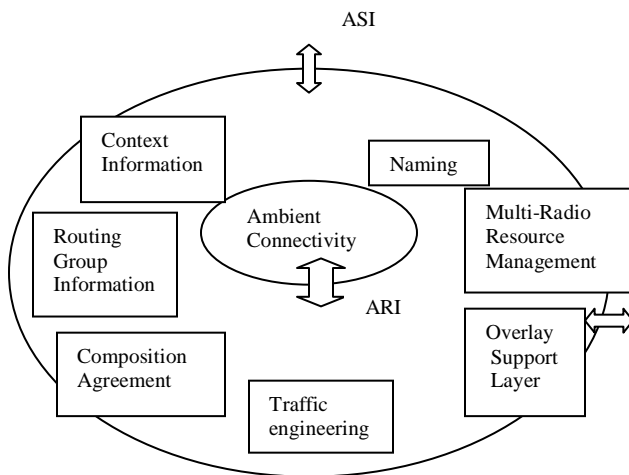 ASI
Context
Information
Naming
Ambient
Connectivity
Multi-Radio
Resource
Management
Routing
Group
Information
ARI
Overlay
Support
Layer
Composition
Agreement
Traffic
engineering